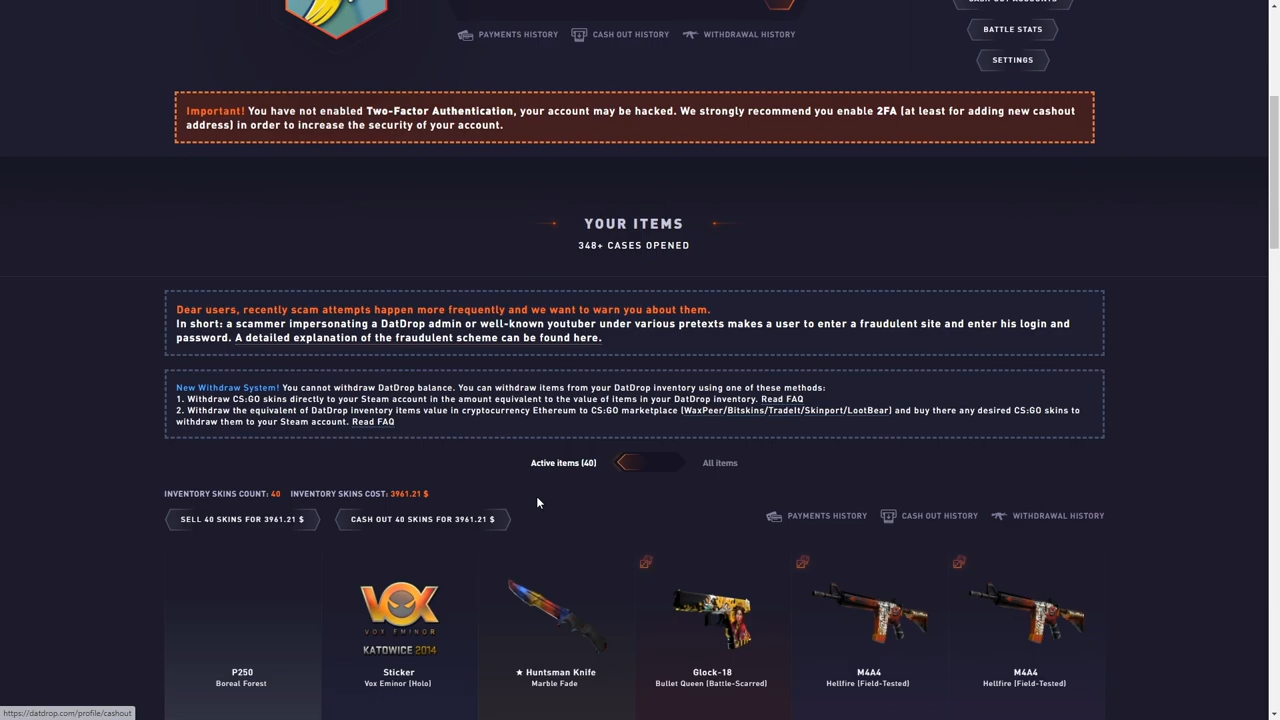 CASH OUT ACCOUNTS
PAYMENTS HISTORY CASH OUT HISTORY WITHDRAWAL HISTORY
BATTLE STATS
SETTINGS
Important! You have not enabled Two-Factor Authentication, your account may be hacked. We strongly recommend you enable 2FA (at least for adding new cashout
address) in order to increase the security of your account.
YOUR ITEMS
348+ CASES OPENED
Dear users, recently scam attempts happen more frequently and we want to warn you about them.
In short: a scammer impersonating a DatDrop admin or well-known youtuber under various pretexts makes a user to enter a fraudulent site and enter his login and
password. A detailed explanation of the fraudulent scheme can be found here.
New Withdraw System! You cannot withdraw DatDrop balance. You can withdraw items from your DatDrop inventory using one of these methods:
1. Withdraw CS:GO skins directly to your Steam account in the amount equivalent to the value of items in your DatDrop inventory. Read FAQ
2. Withdraw the equivalent of DatDrop inventory items value in cryptocurrency Ethereum to CS:GO marketplace (WaxPeer/Bitskins/TradeIt/Skinport/LootBear) and buy there any desired CS:GO skins to
withdraw them to your Steam account. Read FAQ
Active items (40) All items
INVENTORY SKINS COUNT: 40 INVENTORY SKINS COST: 3961.21 $
SELL 40 SKINS FOR 3961.21 $ CASH OUT 40 SKINS FOR 3961.21 $ PAYMENTS HISTORY CASH OUT HISTORY WITHDRAWAL HISTORY
VOX
VOX EMINOR
KATOWICE 2014
P250 Sticker ★ Huntsman Knife Glock-18 M4A4 M4A4
Boreal Forest Vox Eminor (Holo) Marble Fade Bullet Queen (Battle-Scarred) Hellfire (Field-Tested) Hellfire (Field-Tested)
https://datdrop.com/profile/cashout